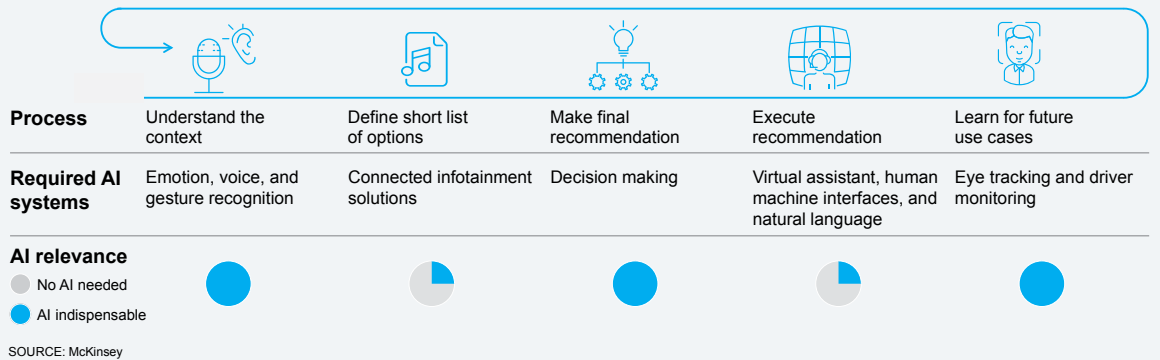 Process
Understand the
context
Define short list
of options
Make final
recommendation
Execute
recommendation
Learn for future
use cases
Required AI
systems
Emotion, voice, and
gesture recognition
Connected infotainment
solutions
Decision making
Virtual assistant, human
machine interfaces, and
natural language
Eye tracking and driver
monitoring
AI relevance
No AI needed
AI indispensable
SOURCE: McKinsey